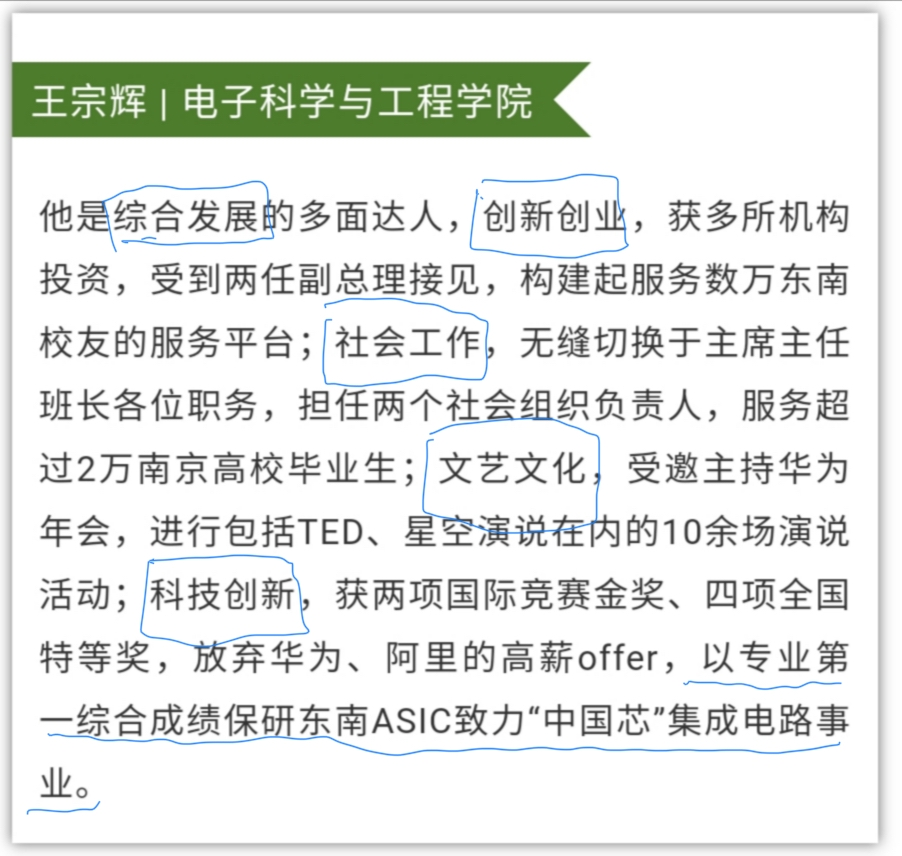 王宗辉 | 电子科学与工程学院
他是综合发展的多面达人，创新创业，获多所机构
投资，受到两任副总理接见，构建起服务数万东南
校友的服务平台；社会工作，无缝切换于主席主任
班长各位职务，担任两个社会组织负责人，服务超
过2万南京高校毕业生；文艺文化，受邀主持华为
年会，进行包括TED、星空演说在内的10余场演说
活动；科技创新，获两项国际竞赛金奖、四项全国
特等奖，放弃华为、阿里的高薪offer，以专业第
一综合成绩保研东南ASIC致力“中国芯”集成电路事
业。